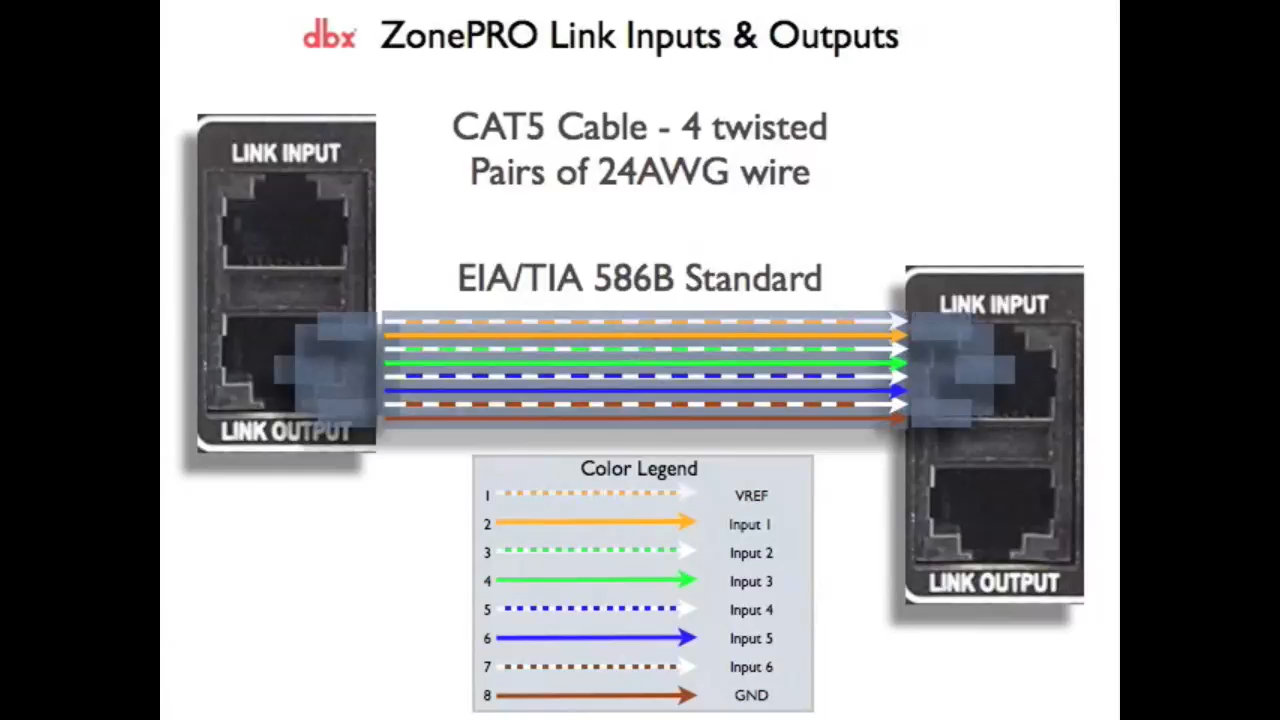 dbx ZonePRO Link Inputs & Outputs
CAT5 Cable - 4 twisted
Pairs of 24AWG wire
LINK INPUT
LINK OUTPUT
EIA/TIA 586B Standard
LINK INPUT
LINK OUTPUT
Color Legend
1 VREF
2 Input 1
3 Input 2
4 Input 3
5 Input 4
6 Input 5
7 Input 6
8 GND